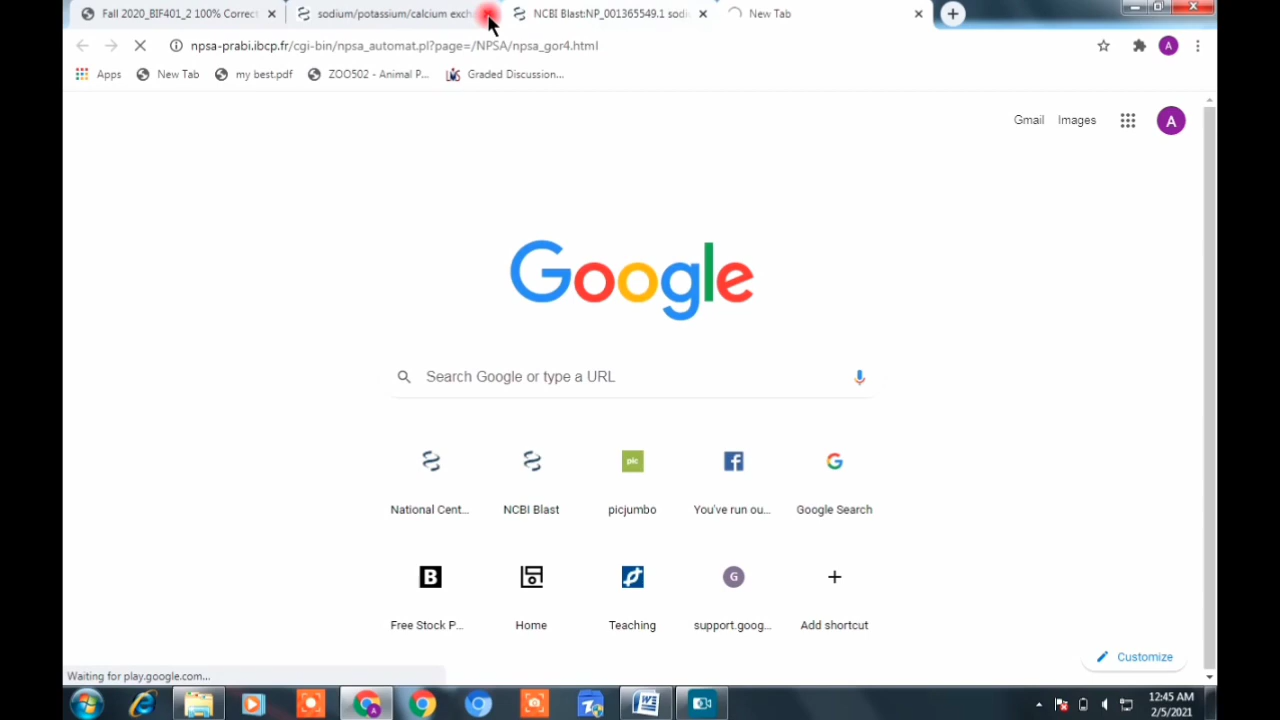 Fall 2020_BIF401_2 100% Correct
sodium/potassium/calcium exch
NCBI Blast:NP_001365549.1 sodi
New Tab
npsa-prabi.ibcp.fr/cgi-bin/npsa_automat.pl?page=/NPSA/npsa_gor4.html
A
Apps
New Tab
my best.pdf
ZOO502 - Animal P...
Graded Discussion...
Gmail
Images
A
Google
Search Google or type a URL
pic
National Cent...
NCBI Blast
picjumbo
You've run ou...
Google Search
B
G
Free Stock P...
Home
Teaching
support.goog...
Add shortcut
Customize
Waiting for play.google.com...
12:45 AM
2/5/2021